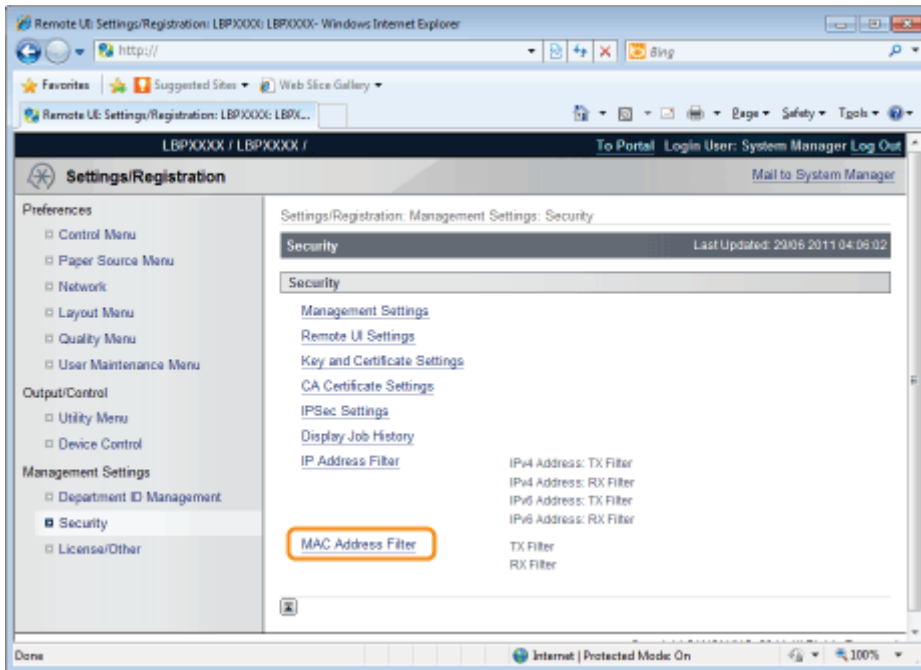 Remote UI: Settings/Registration: LBPXXXX: LBPXXXX- Windows Internet Explorer
http://
Bing
Favorites Suggested Sites Web Slice Gallery
Remote UI: Settings/Registration: LBPXXXX: LBPX...
Page Safety Tools
LBPXXXX / LBPXXXX /
To Portal Login User: System Manager Log Out
Settings/Registration
Mail to System Manager
Preferences
Control Menu
Paper Source Menu
Network
Layout Menu
Quality Menu
User Maintenance Menu
Output/Control
Utility Menu
Device Control
Management Settings
Department ID Management
Security
License/Other
Settings/Registration: Management Settings: Security
Security
Last Updated: 29/06 2011 04:06:02
Security
Management Settings
Remote UI Settings
Key and Certificate Settings
CA Certificate Settings
IPSec Settings
Display Job History
IP Address Filter
IPv4 Address: TX Filter
IPv4 Address: RX Filter
IPv6 Address: TX Filter
IPv6 Address: RX Filter
MAC Address Filter
TX Filter
RX Filter
Done
Internet | Protected Mode: On
100%